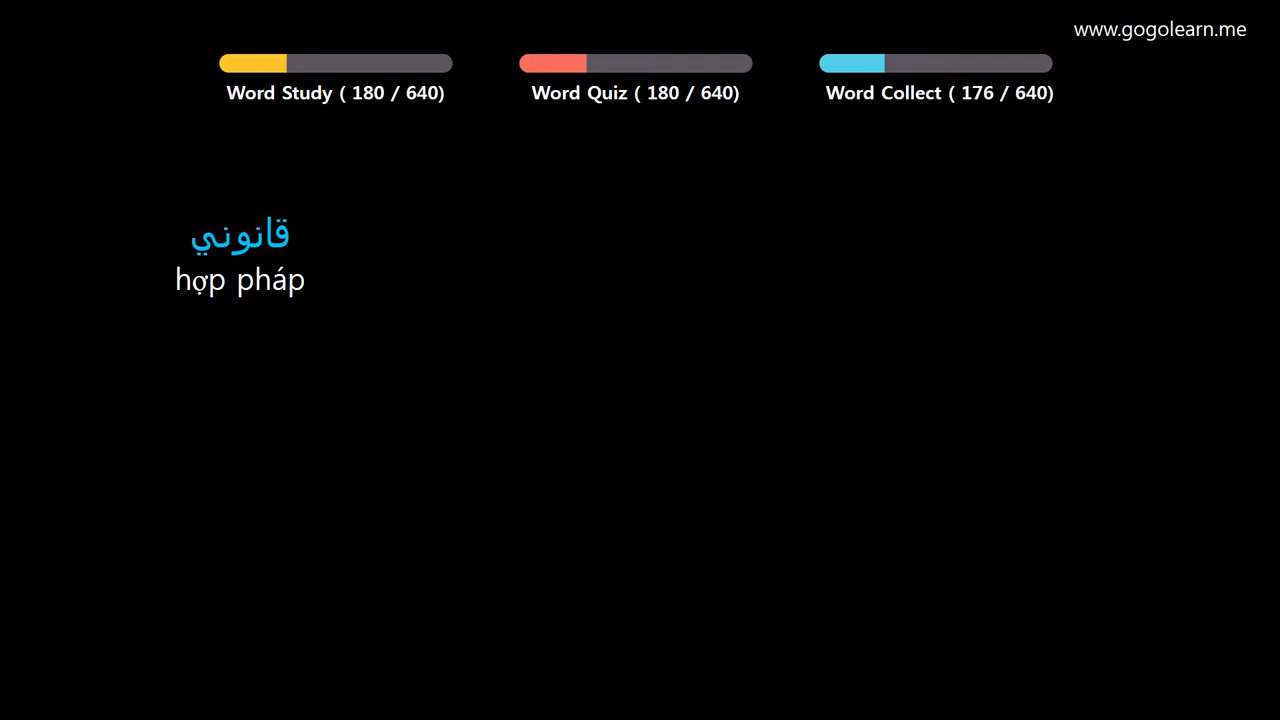 www.gogolearn.me
Word Study ( 180 / 640)
Word Quiz ( 180 / 640)
Word Collect ( 176 / 640)
قانوني
hợp pháp